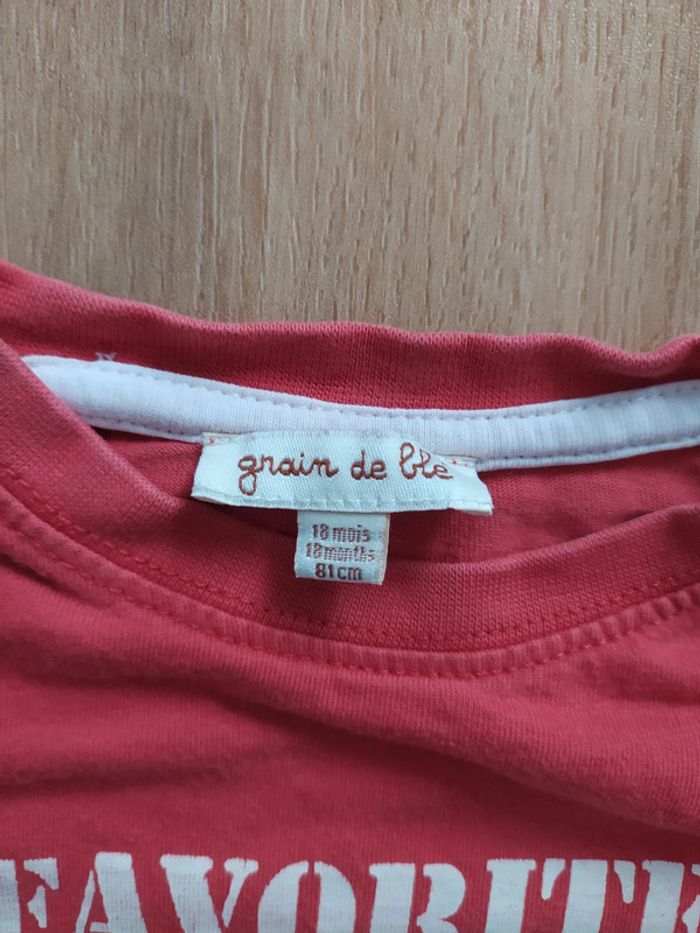 grain de blé
18 mois
18 months
81 cm
FAVORITE